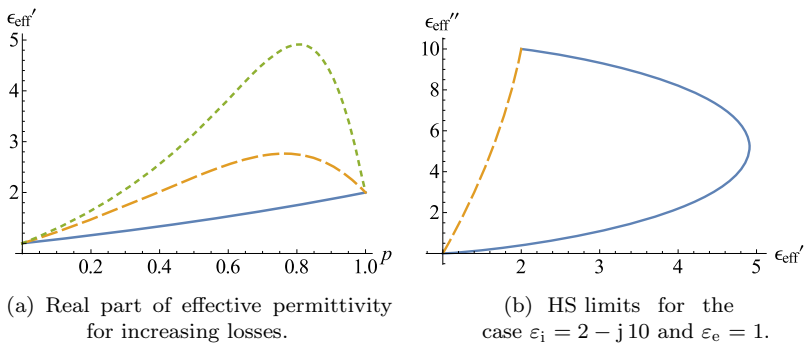 ϵeff′
5
4
3
2
0.2 0.4 0.6 0.8 1.0 p
(a) Real part of effective permittivity
for increasing losses.
ϵeff′′
10
8
6
4
2
2 3 4 5 ϵeff′
(b) HS limits for the
case εi = 2 − j 10 and εe = 1.